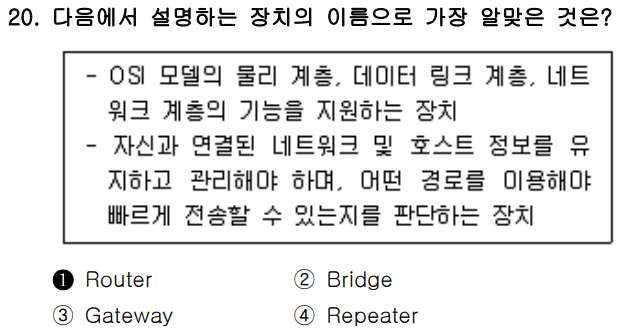 20. 다음에서 설명하는 장치의 이름으로 가장 알맞은 것은?
- OSI 모델의 물리 계층, 데이터 링크 계층, 네트
워크 계층의 기능을 지원하는 장치
- 자신과 연결된 네트워크 및 호스트 정보를 유
지하고 관리해야 하며, 어떤 경로를 이용해야
빠르게 전송할 수 있는지를 판단하는 장치
❶ Router ② Bridge
③ Gateway ④ Repeater